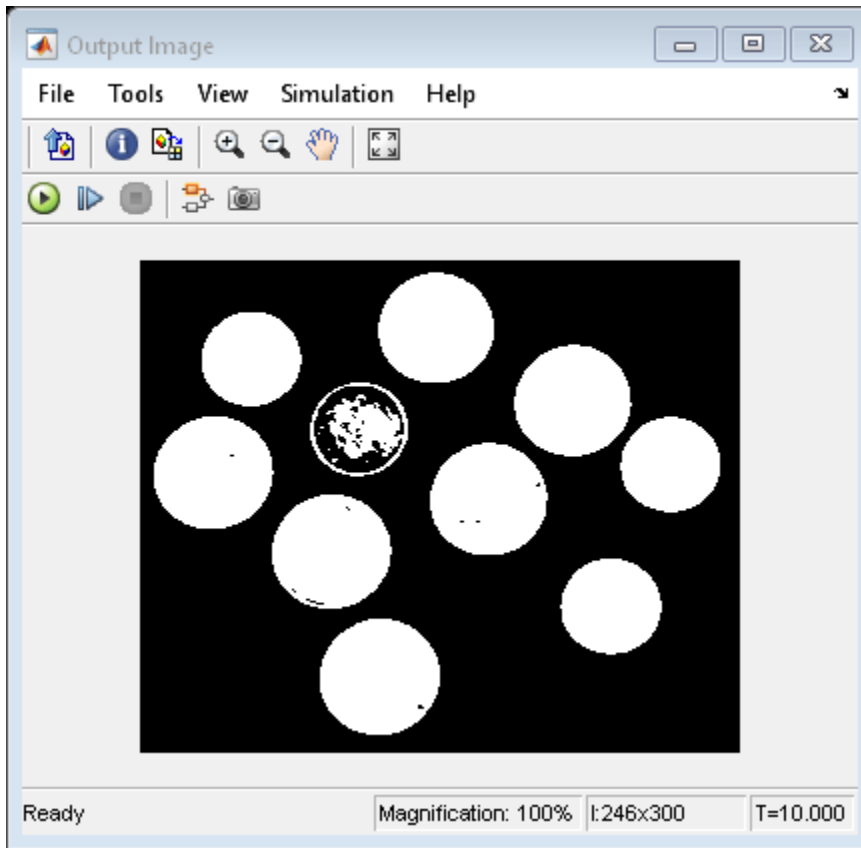 Output Image
File Tools View Simulation Help
Ready Magnification: 100% I:246x300 T=10.000